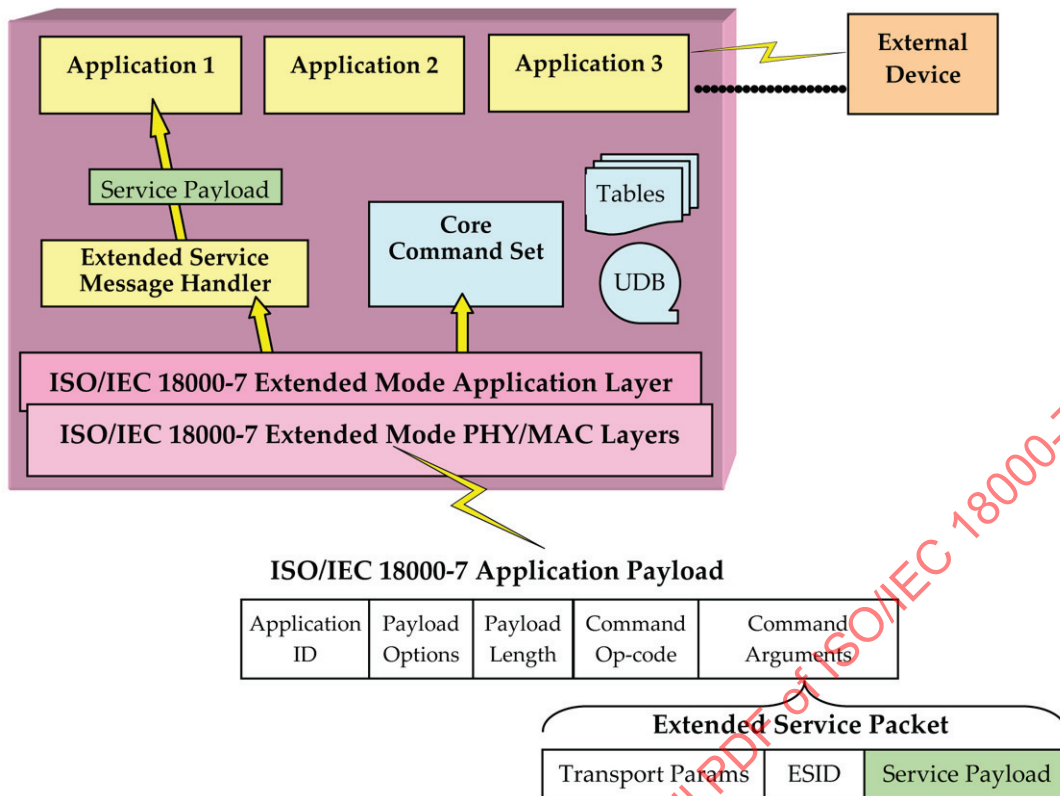 Application 1
Application 2
Application 3
External
Device
Service Payload
Tables
Core
Command Set
Extended Service
Message Handler
UDB
ISO/IEC 18000-7 Extended Mode Application Layer
ISO/IEC 18000-7 Extended Mode PHY/MAC Layers
ISO/IEC 18000-7 Application Payload
Application
ID
Payload
Options
Payload
Length
Command
Op-code
Command
Arguments
Extended Service Packet
Transport Params
ESID
Service Payload
PDF of ISO/IEC 18000-7